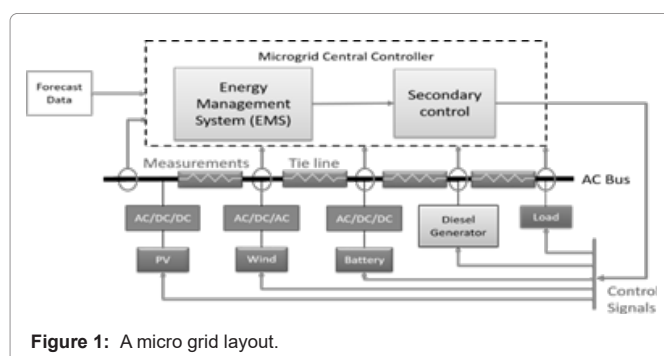 Microgrid Central Controller
Forecast
Data
Energy
Management
System (EMS)
Secondary
control
Measurements
Tie line
AC Bus
AC/DC/DC
AC/DC/AC
AC/DC/DC
Diesel
Generator
Load
PV
Wind
Battery
Control
Signals
Figure 1: A micro grid layout.